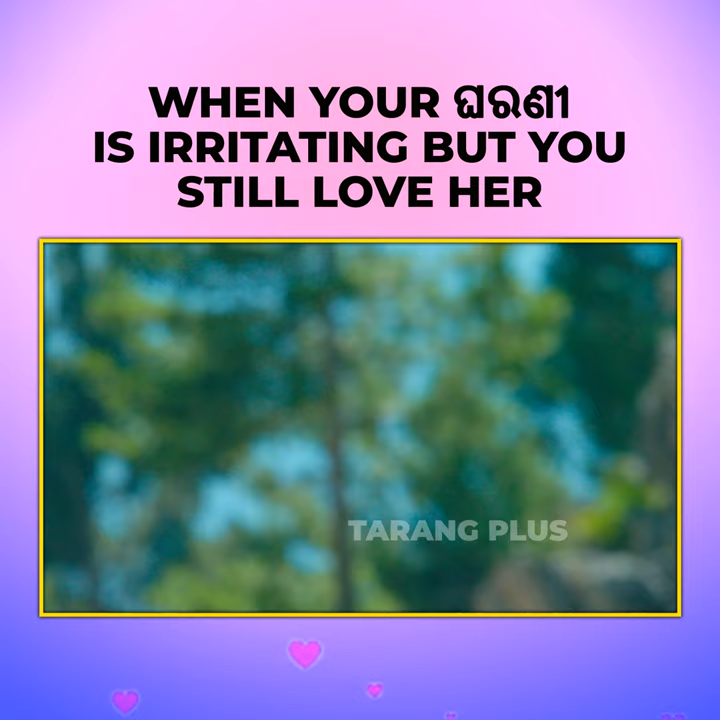 WHEN YOUR ଘରଣୀ
IS IRRITATING BUT YOU
STILL LOVE HER
TARANG PLUS